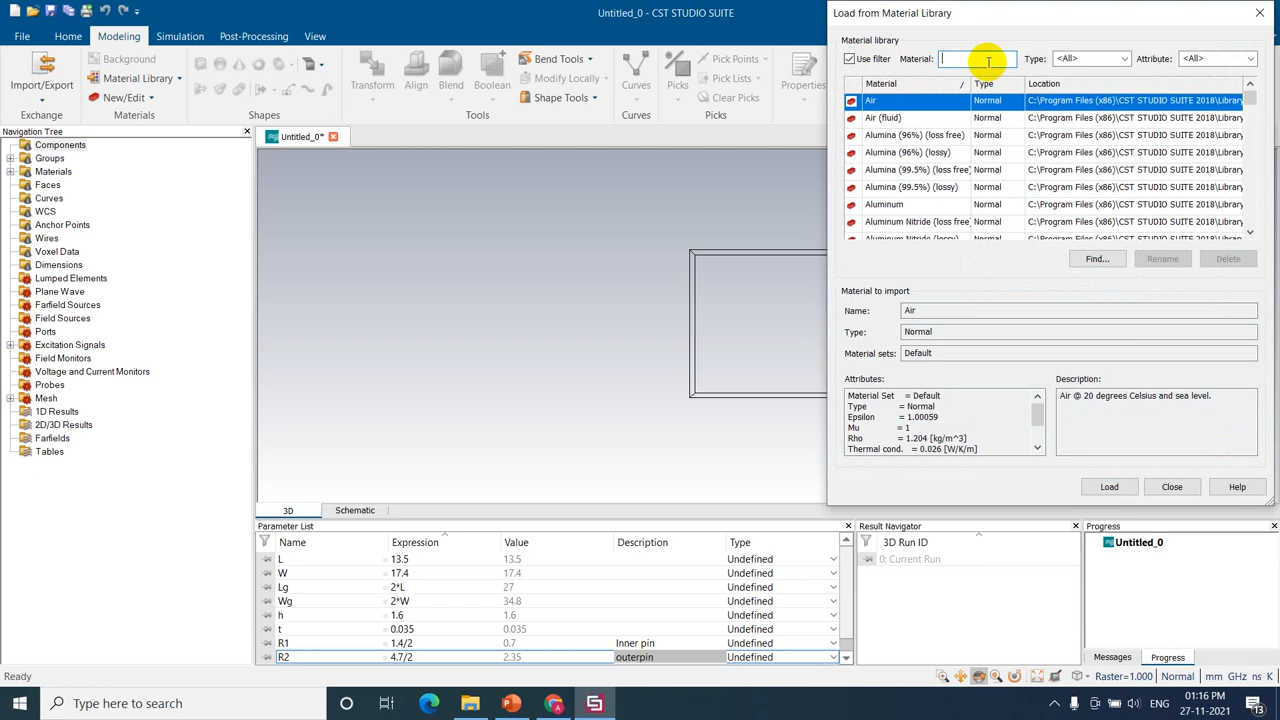 Untitled_0 - CST STUDIO SUITE
File
Home
Modeling
Simulation
Post-Processing
View
Import/Export
Exchange
Background
Material Library
New/Edit
Materials
Shapes
Transform
Align
Blend
Boolean
Bend Tools
Modify Locally
Shape Tools
Tools
Curves
Curves
Picks
Pick Points
Pick Lists
Clear Picks
Picks
Properties
Navigation Tree
Components
Groups
Materials
Faces
Curves
WCS
Anchor Points
Wires
Voxel Data
Dimensions
Lumped Elements
Plane Wave
Farfield Sources
Field Sources
Ports
Excitation Signals
Field Monitors
Voltage and Current Monitors
Probes
Mesh
1D Results
2D/3D Results
Farfields
Tables
Untitled_0*
3D
Schematic
Load from Material Library
Material library
Use filter
Material:
Type: <All>
Attribute: <All>
Material / Type Location
Air Normal C:\Program Files (x86)\CST STUDIO SUITE 2018\Library
Air (fluid) Normal C:\Program Files (x86)\CST STUDIO SUITE 2018\Library
Alumina (96%) (loss free) Normal C:\Program Files (x86)\CST STUDIO SUITE 2018\Library
Alumina (96%) (lossy) Normal C:\Program Files (x86)\CST STUDIO SUITE 2018\Library
Alumina (99.5%) (loss free) Normal C:\Program Files (x86)\CST STUDIO SUITE 2018\Library
Alumina (99.5%) (lossy) Normal C:\Program Files (x86)\CST STUDIO SUITE 2018\Library
Aluminum Normal C:\Program Files (x86)\CST STUDIO SUITE 2018\Library
Aluminum Nitride (loss free) Normal C:\Program Files (x86)\CST STUDIO SUITE 2018\Library
Aluminum Nitride (lossy) Normal C:\Program Files (x86)\CST STUDIO SUITE 2018\Library
Find...
Rename
Delete
Material to import
Name: Air
Type: Normal
Material sets: Default
Attributes:
Material Set = Default
Type = Normal
Epsilon = 1.00059
Mu = 1
Rho = 1.204 [kg/m^3]
Thermal cond. = 0.026 [W/K/m]
Description:
Air @ 20 degrees Celsius and sea level.
Load
Close
Help
Parameter List
Name Expression Value Description Type
L = 13.5 13.5 Undefined
W = 17.4 17.4 Undefined
Lg = 2*L 27 Undefined
Wg = 2*W 34.8 Undefined
h = 1.6 1.6 Undefined
t = 0.035 0.035 Undefined
R1 = 1.4/2 0.7 Inner pin Undefined
R2 = 4.7/2 2.35 outerpin Undefined
Result Navigator
3D Run ID
0: Current Run
Progress
Untitled_0
Messages
Progress
Ready
Raster=1.000 Normal mm GHz ns K
Type here to search
01:16 PM
27-11-2021
13